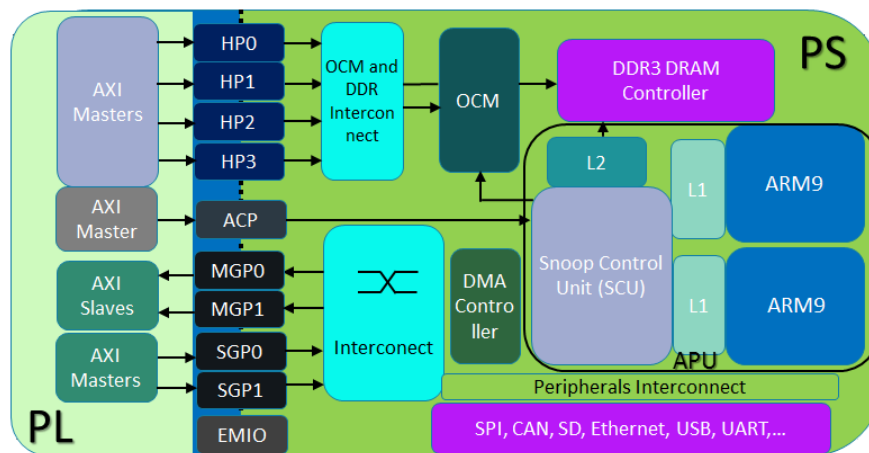 PS
AXI
Masters
HP0
HP1
HP2
HP3
OCM and
DDR
Intercon
nect
OCM
DDR3 DRAM
Controller
L2
L1
ARM9
AXI
Master
ACP
Snoop Control
Unit (SCU)
L1
ARM9
APU
AXI
Slaves
MGP0
MGP1
Interconect
DMA
Contro
ller
AXI
Masters
SGP0
SGP1
Peripherals Interconnect
PL
EMIO
SPI, CAN, SD, Ethernet, USB, UART,...